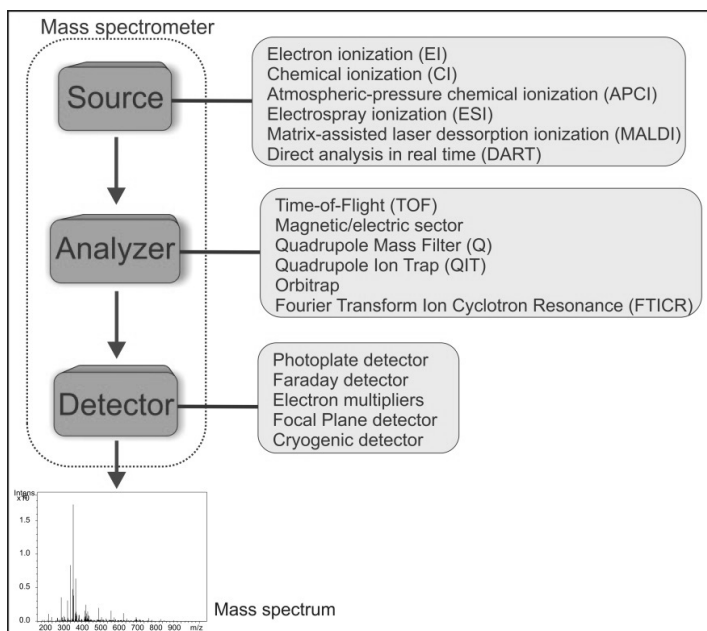 Mass spectrometer
Source
Electron ionization (EI)
Chemical ionization (CI)
Atmospheric-pressure chemical ionization (APCI)
Electrospray ionization (ESI)
Matrix-assisted laser dessorption ionization (MALDI)
Direct analysis in real time (DART)
Analyzer
Time-of-Flight (TOF)
Magnetic/electric sector
Quadrupole Mass Filter (Q)
Quadrupole Ion Trap (QIT)
Orbitrap
Fourier Transform Ion Cyclotron Resonance (FTICR)
Detector
Photoplate detector
Faraday detector
Electron multipliers
Focal Plane detector
Cryogenic detector
Intens.
1.5
1.0
0.5
0.0
200 300 400 500 600 700 800 900 m/z
Mass spectrum